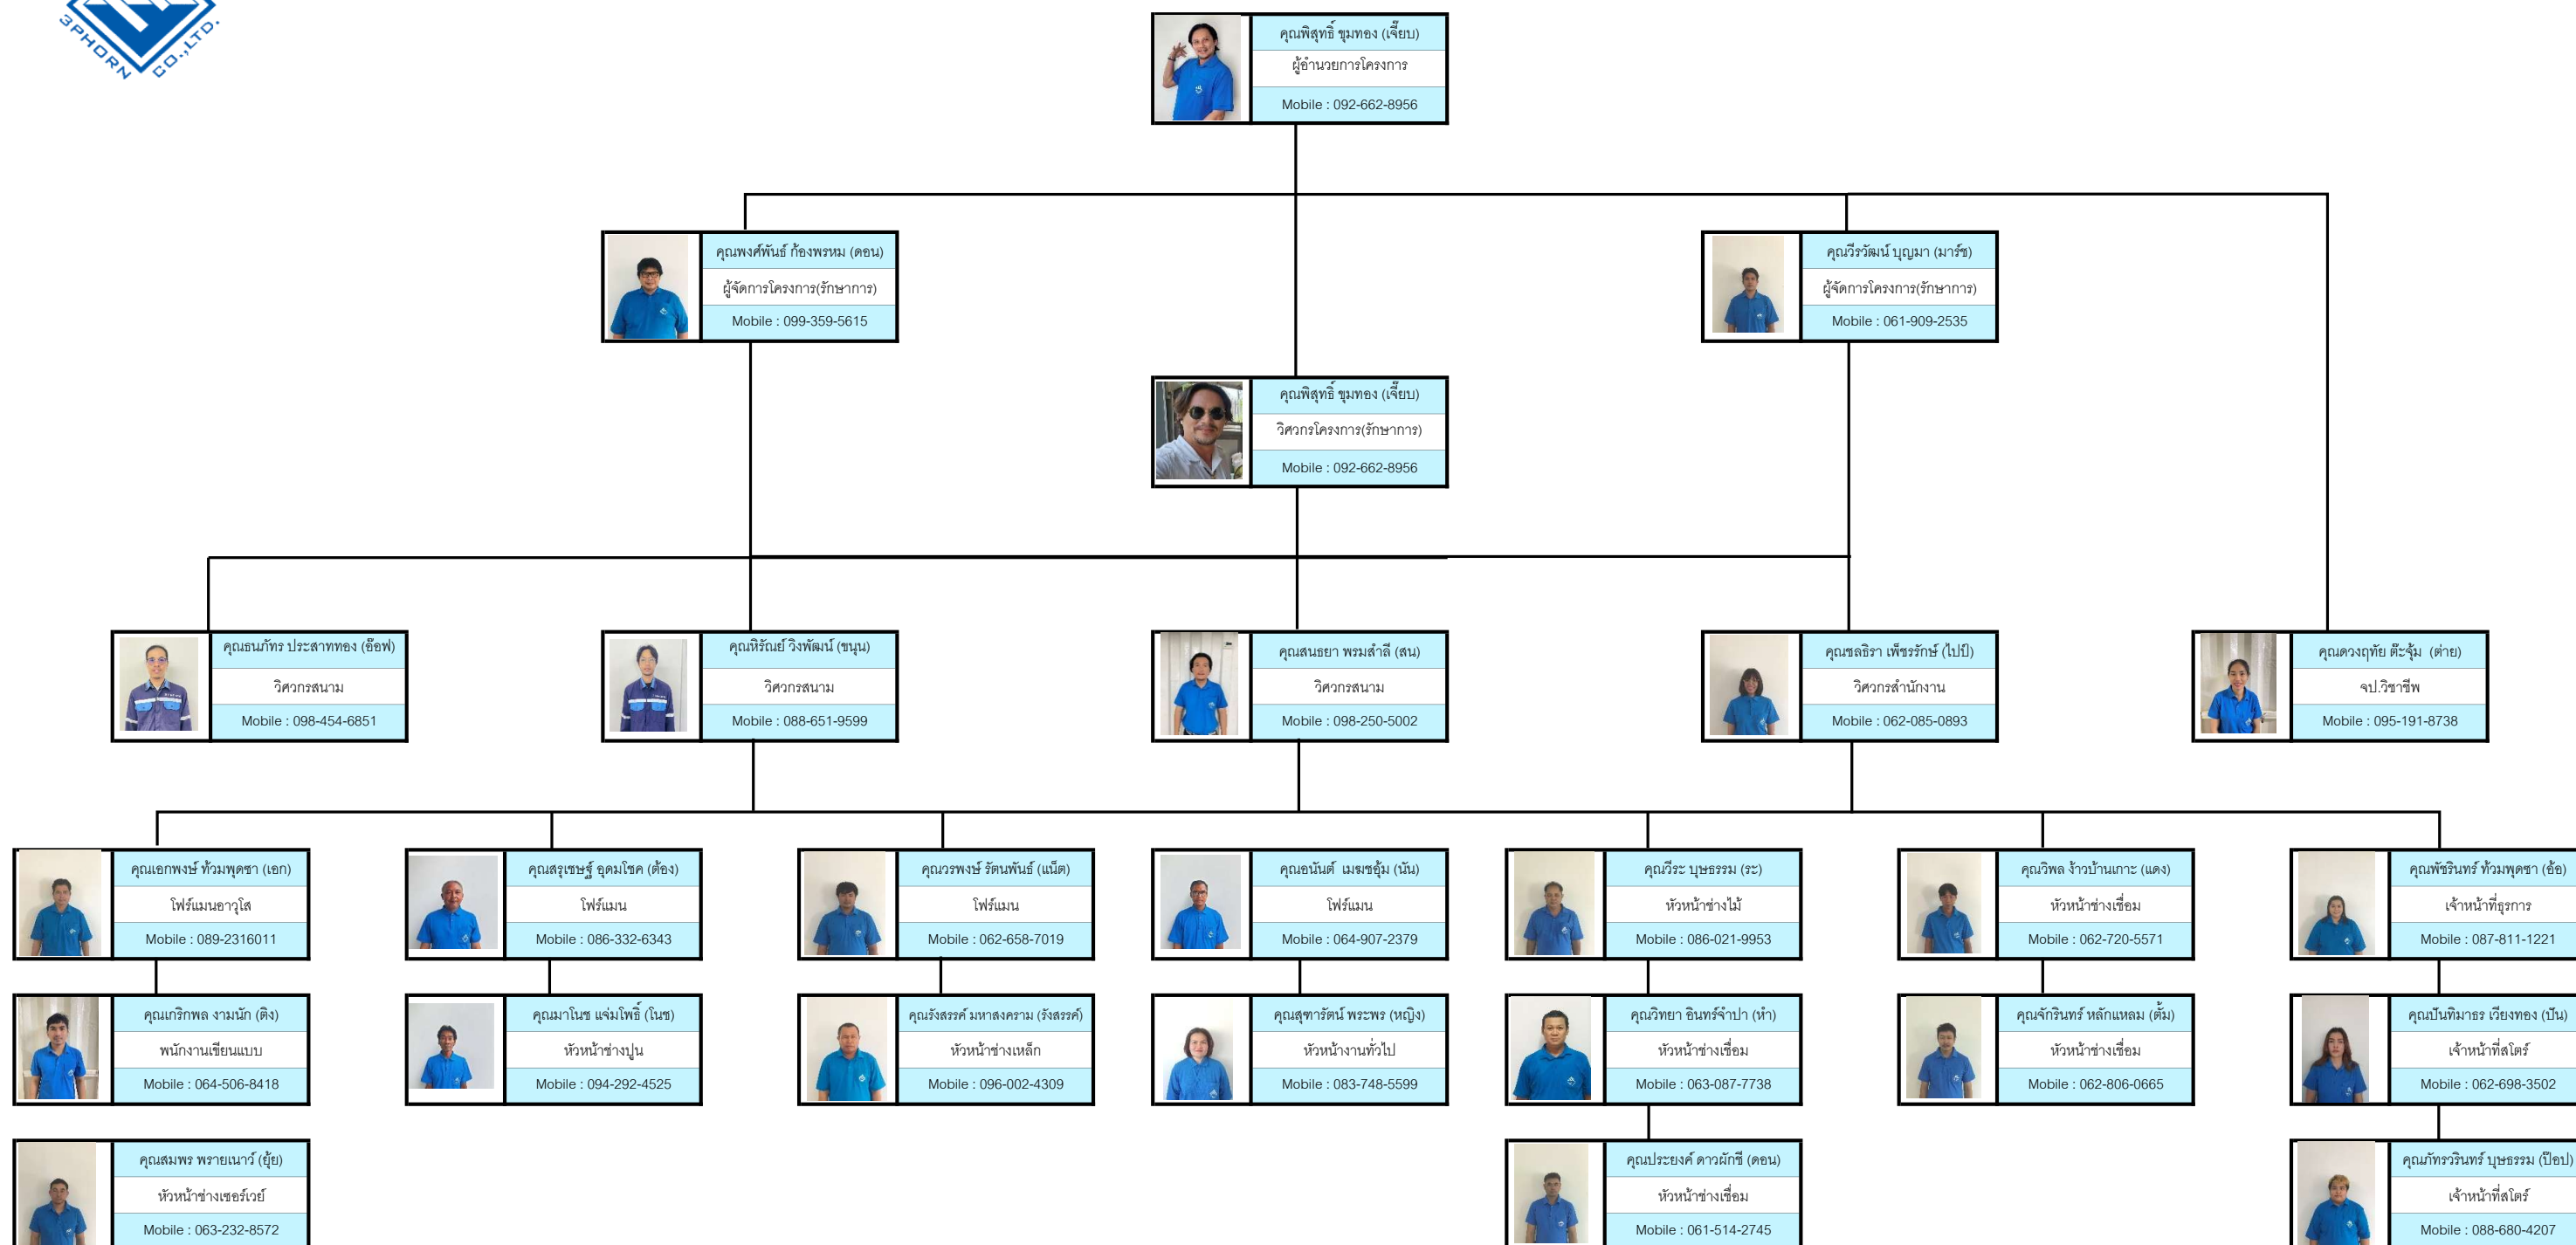 3PHORN CO.,LTD.
คุณพิสุทธิ์ ขุมทอง (เจี๊ยบ)
ผู้อำนวยการโครงการ
Mobile : 092-662-8956
คุณพงศ์พันธ์ ก้องพรหม (ดอน)
ผู้จัดการโครงการ(รักษาการ)
Mobile : 099-359-5615
คุณวีรวัฒน์ บุญมา (มาร์ช)
ผู้จัดการโครงการ(รักษาการ)
Mobile : 061-909-2535
คุณพิสุทธิ์ ขุมทอง (เจี๊ยบ)
วิศวกรโครงการ(รักษาการ)
Mobile : 092-662-8956
คุณธนภัทร ประสาททอง (อ๊อฟ)
วิศวกรสนาม
Mobile : 098-454-6851
คุณหิรัณย์ วิงพัฒน์ (ขนุน)
วิศวกรสนาม
Mobile : 088-651-9599
คุณสนธยา พรมสำลี (สน)
วิศวกรสนาม
Mobile : 098-250-5002
คุณชลธิรา เพ็ชรรักษ์ (ไปป์)
วิศวกรสำนักงาน
Mobile : 062-085-0893
คุณดวงฤทัย ต๊ะจุ้ม (ต่าย)
จป.วิชาชีพ
Mobile : 095-191-8738
คุณเอกพงษ์ ท้วมพุดซา (เอก)
โฟร์แมนอาวุโส
Mobile : 089-2316011
คุณสรุเชษฐ์ อุดมโชค (ต้อง)
โฟร์แมน
Mobile : 086-332-6343
คุณวรพงษ์ รัตนพันธ์ (แน็ต)
โฟร์แมน
Mobile : 062-658-7019
คุณอนันต์ เมฆชอุ้ม (นัน)
โฟร์แมน
Mobile : 064-907-2379
คุณวีระ บุษธรรม (ระ)
หัวหน้าช่างไม้
Mobile : 086-021-9953
คุณวิพล ง้าวบ้านเกาะ (แดง)
หัวหน้าช่างเชื่อม
Mobile : 062-720-5571
คุณพัชรินทร์ ท้วมพุดซา (อ้อ)
เจ้าหน้าที่ธุรการ
Mobile : 087-811-1221
คุณเกริกพล งามนัก (ติง)
พนักงานเขียนแบบ
Mobile : 064-506-8418
คุณมาโนช แจ่มโพธิ์ (โนช)
หัวหน้าช่างปูน
Mobile : 094-292-4525
คุณรังสรรค์ มหาสงคราม (รังสรรค์)
หัวหน้าช่างเหล็ก
Mobile : 096-002-4309
คุณสุฑารัตน์ พระพร (หญิง)
หัวหน้างานทั่วไป
Mobile : 083-748-5599
คุณวิทยา อินทร์จำปา (หำ)
หัวหน้าช่างเชื่อม
Mobile : 063-087-7738
คุณจักรินทร์ หลักแหลม (ตั้ม)
หัวหน้าช่างเชื่อม
Mobile : 062-806-0665
คุณปันทิมาธร เวียงทอง (ปัน)
เจ้าหน้าที่สโตร์
Mobile : 062-698-3502
คุณสมพร พรายเนาว์ (ยุ้ย)
หัวหน้าช่างเซอร์เวย์
Mobile : 063-232-8572
คุณประยงค์ ดาวผักชี (ดอน)
หัวหน้าช่างเชื่อม
Mobile : 061-514-2745
คุณภัทรวรินทร์ บุษธรรม (ป๊อป)
เจ้าหน้าที่สโตร์
Mobile : 088-680-4207